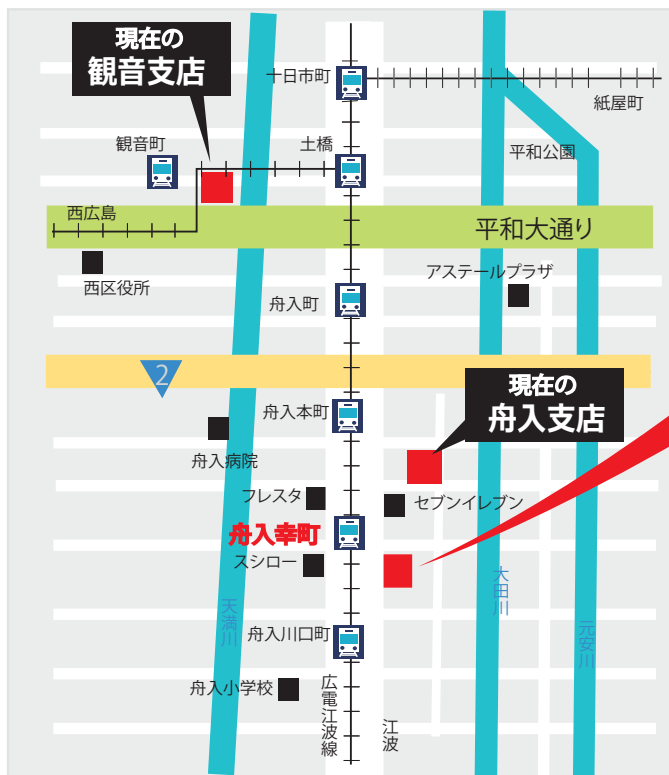 現在の
観音支店
十日市町
紙屋町
観音町
土橋
平和公園
西広島
平和大通り
西区役所
アステールプラザ
舟入町
2
現在の
舟入支店
舟入本町
舟入病院
フレスタ
セブンイレブン
舟入幸町
スシロー
大田川
天満川
元安川
舟入川口町
舟入小学校
広電江波線
江波